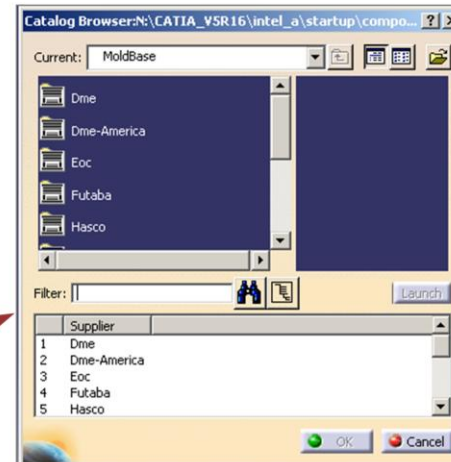 Catalog Browser:N:\CATIA_V5R16\intel_a\startup\compo...
Current: MoldBase
Dme
Dme-America
Eoc
Futaba
Hasco
Filter:
Launch
Supplier
1 Dme
2 Dme-America
3 Eoc
4 Futaba
5 Hasco
OK Cancel